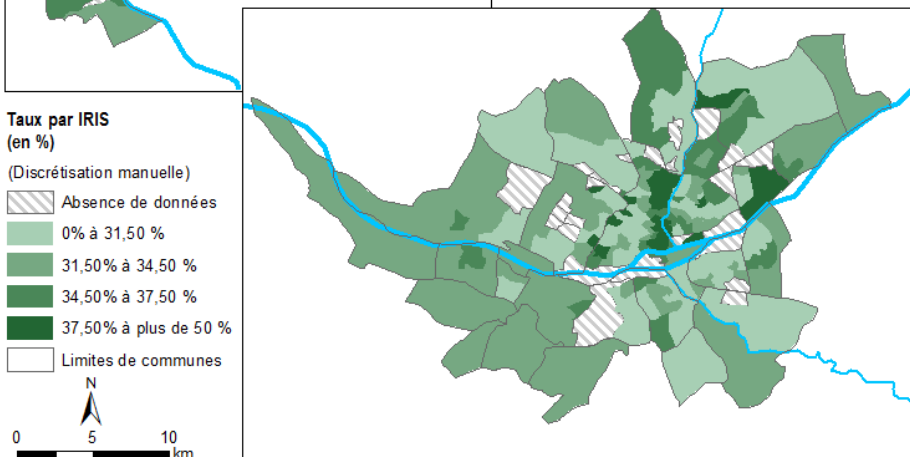 Taux par IRIS
(en %)
(Discrétisation manuelle)
Absence de données
0% à 31,50 %
31,50% à 34,50 %
34,50% à 37,50 %
37,50% à plus de 50 %
Limites de communes
N
0 5 10
km